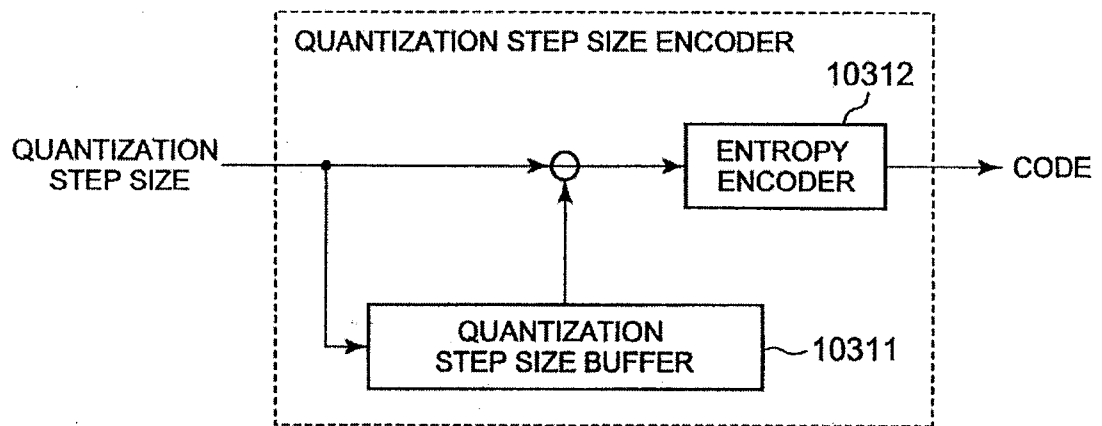 QUANTIZATION STEP SIZE ENCODER
10312
QUANTIZATION
STEP SIZE
ENTROPY
ENCODER
CODE
QUANTIZATION
STEP SIZE BUFFER
10311